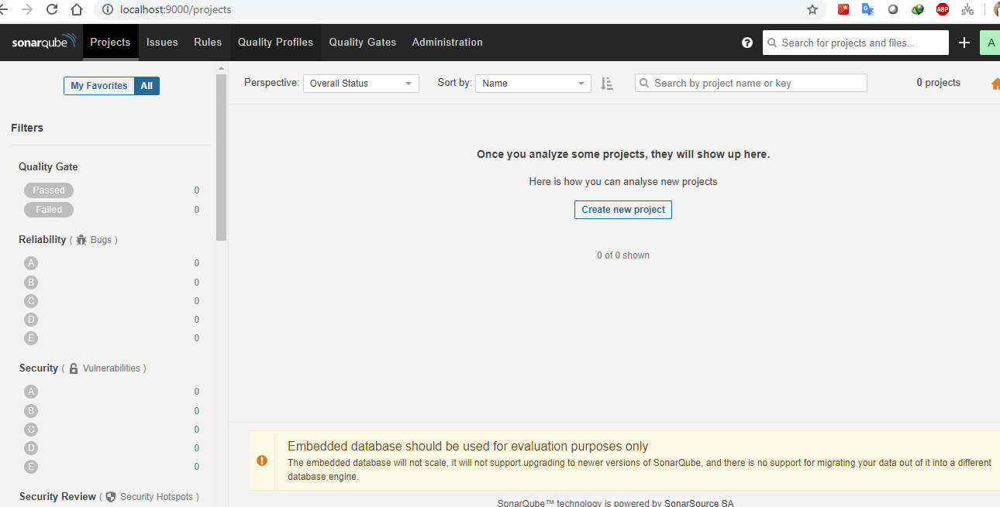 localhost:9000/projects
ABP
sonarqube Projects Issues Rules Quality Profiles Quality Gates Administration ? Search for projects and files... A
My Favorites All
Perspective: Overall Status Sort by: Name Search by project name or key 0 projects
Filters
Quality Gate
Passed 0
Failed 0
Reliability ( Bugs )
A 0
B 0
C 0
D 0
E 0
Security ( Vulnerabilities )
A 0
B 0
C 0
D 0
E 0
Security Review ( Security Hotspots )
Once you analyze some projects, they will show up here.
Here is how you can analyse new projects
Create new project
0 of 0 shown
Embedded database should be used for evaluation purposes only
The embedded database will not scale, it will not support upgrading to newer versions of SonarQube, and there is no support for migrating your data out of it into a different
database engine.
SonarQube™ technology is powered by SonarSource SA